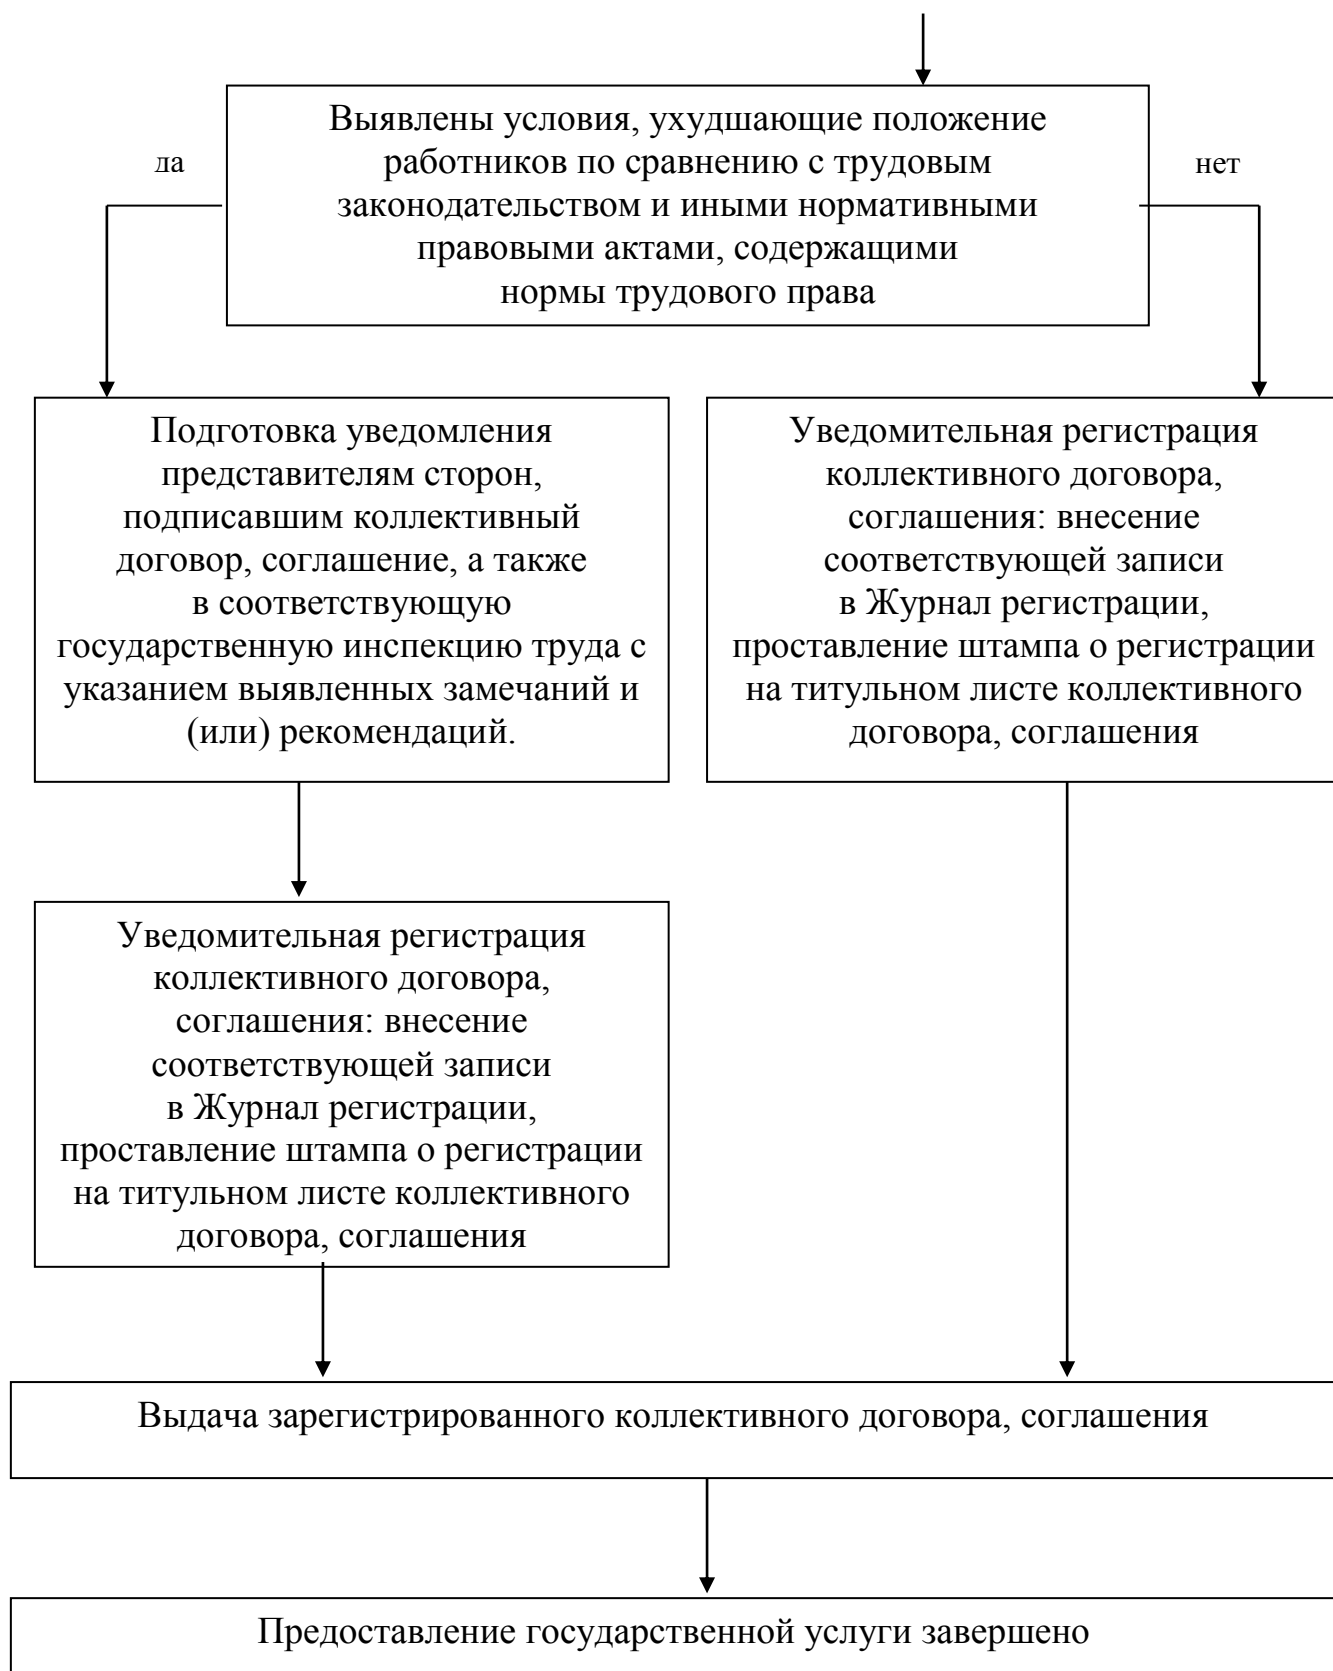 Выявлены условия, ухудшающие положение
работников по сравнению с трудовым
законодательством и иными нормативными
правовыми актами, содержащими
нормы трудового права
да
нет
Подготовка уведомления
представителям сторон,
подписавшим коллективный
договор, соглашение, а также
в соответствующую
государственную инспекцию труда с
указанием выявленных замечаний и
(или) рекомендаций.
Уведомительная регистрация
коллективного договора,
соглашения: внесение
соответствующей записи
в Журнал регистрации,
проставление штампа о регистрации
на титульном листе коллективного
договора, соглашения
Уведомительная регистрация
коллективного договора,
соглашения: внесение
соответствующей записи
в Журнал регистрации,
проставление штампа о регистрации
на титульном листе коллективного
договора, соглашения
Выдача зарегистрированного коллективного договора, соглашения
Предоставление государственной услуги завершено